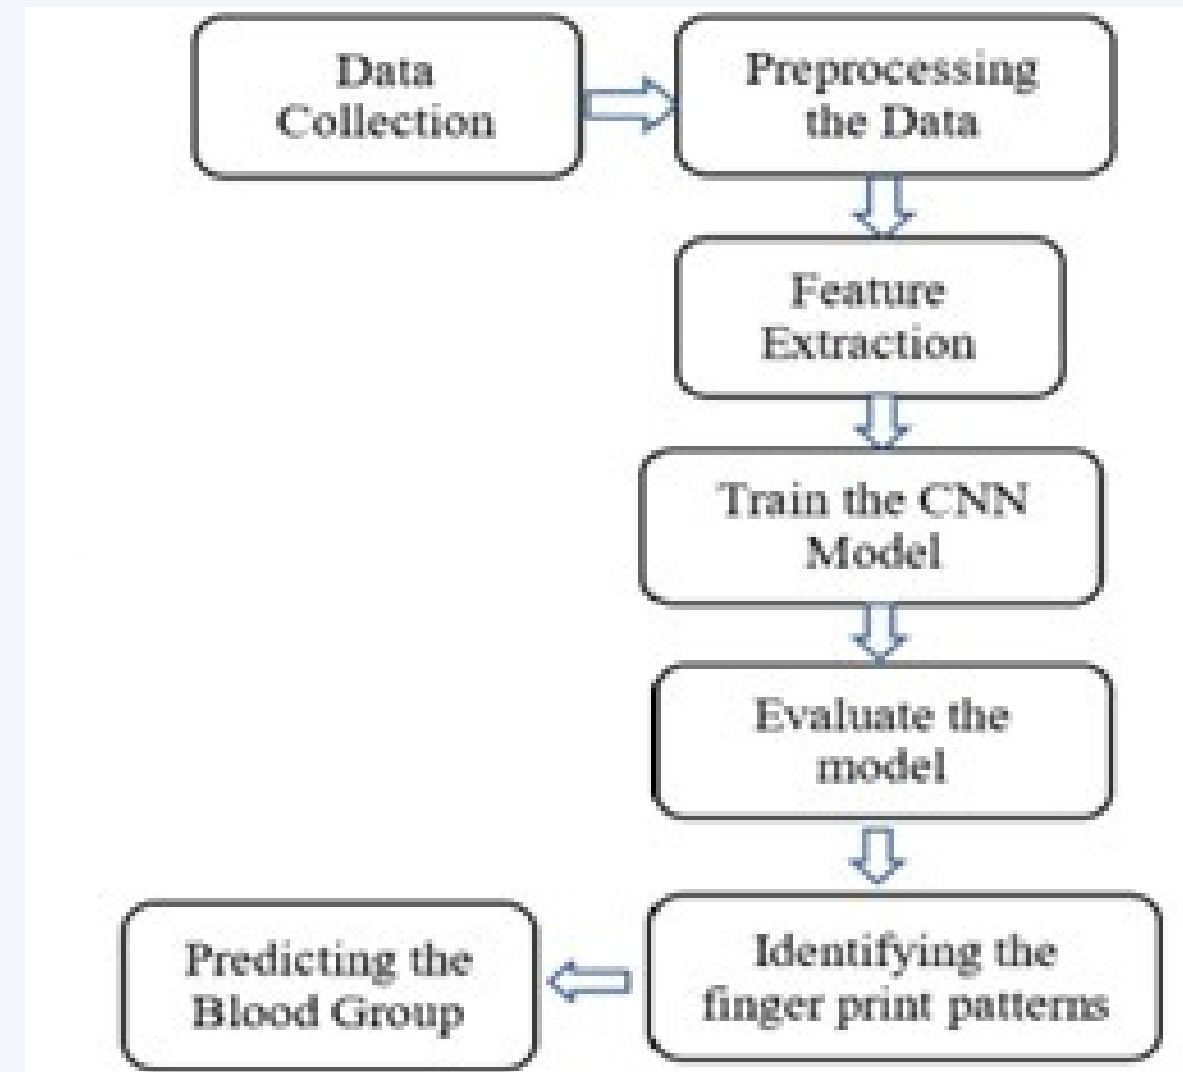 Data
Collection
Preprocessing
the Data
Feature
Extraction
Train the CNN
Model
Evaluate the
model
Identifying the
finger print patterns
Predicting the
Blood Group